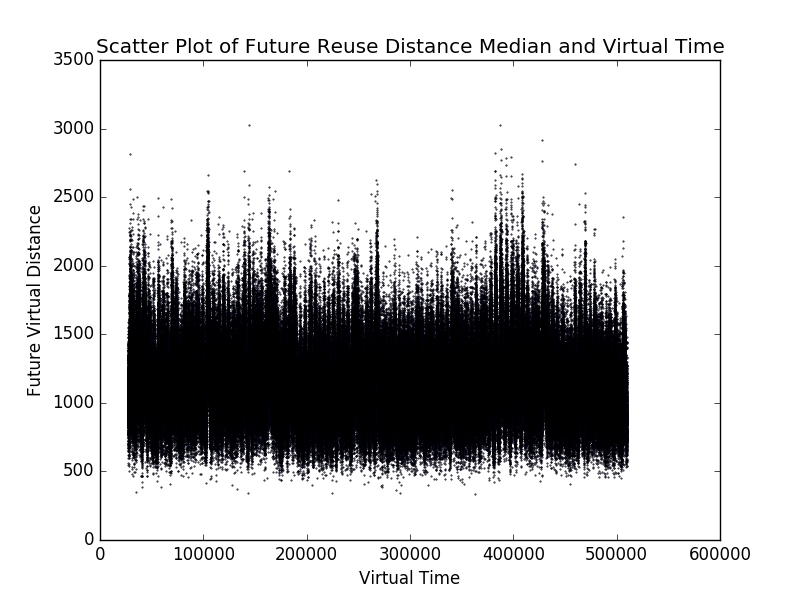 Scatter Plot of Future Reuse Distance Median and Virtual Time
3500
3000
2500
2000
1500
1000
500
0
Future Virtual Distance
0 100000 200000 300000 400000 500000 600000
Virtual Time